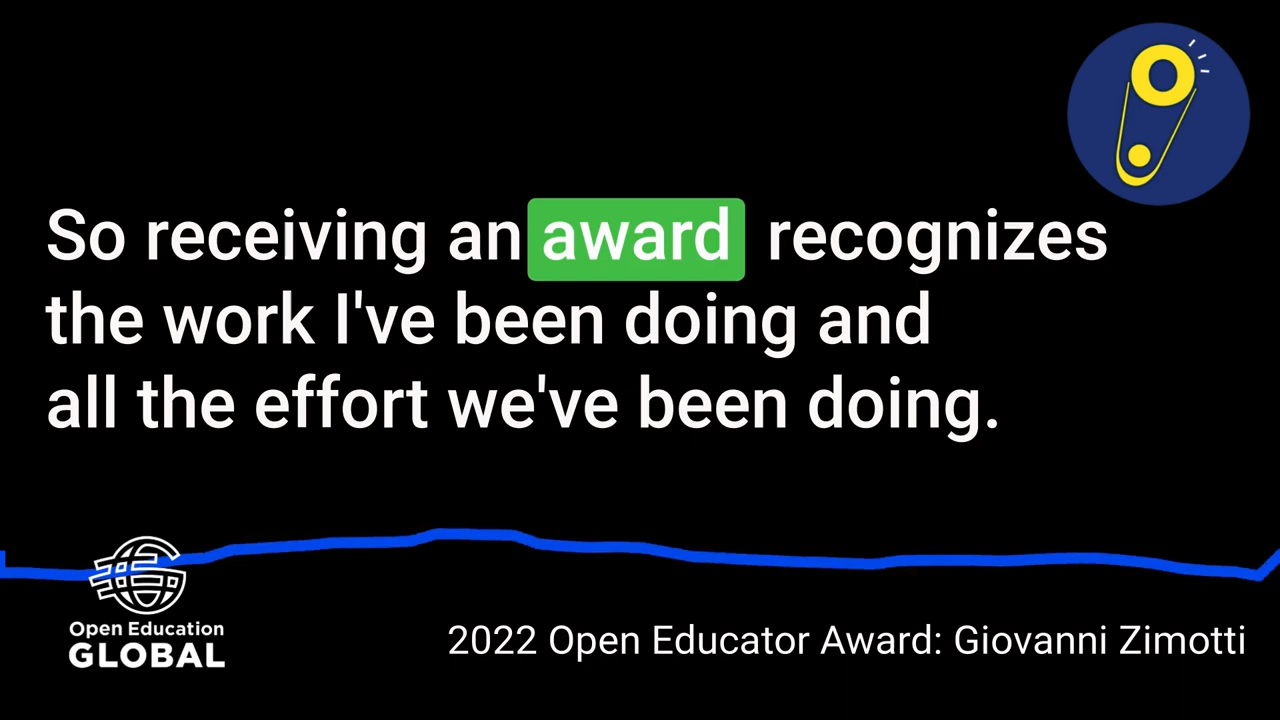 So receiving an award recognizes
the work I've been doing and
all the effort we've been doing.
Open Education
GLOBAL
2022 Open Educator Award: Giovanni Zimotti